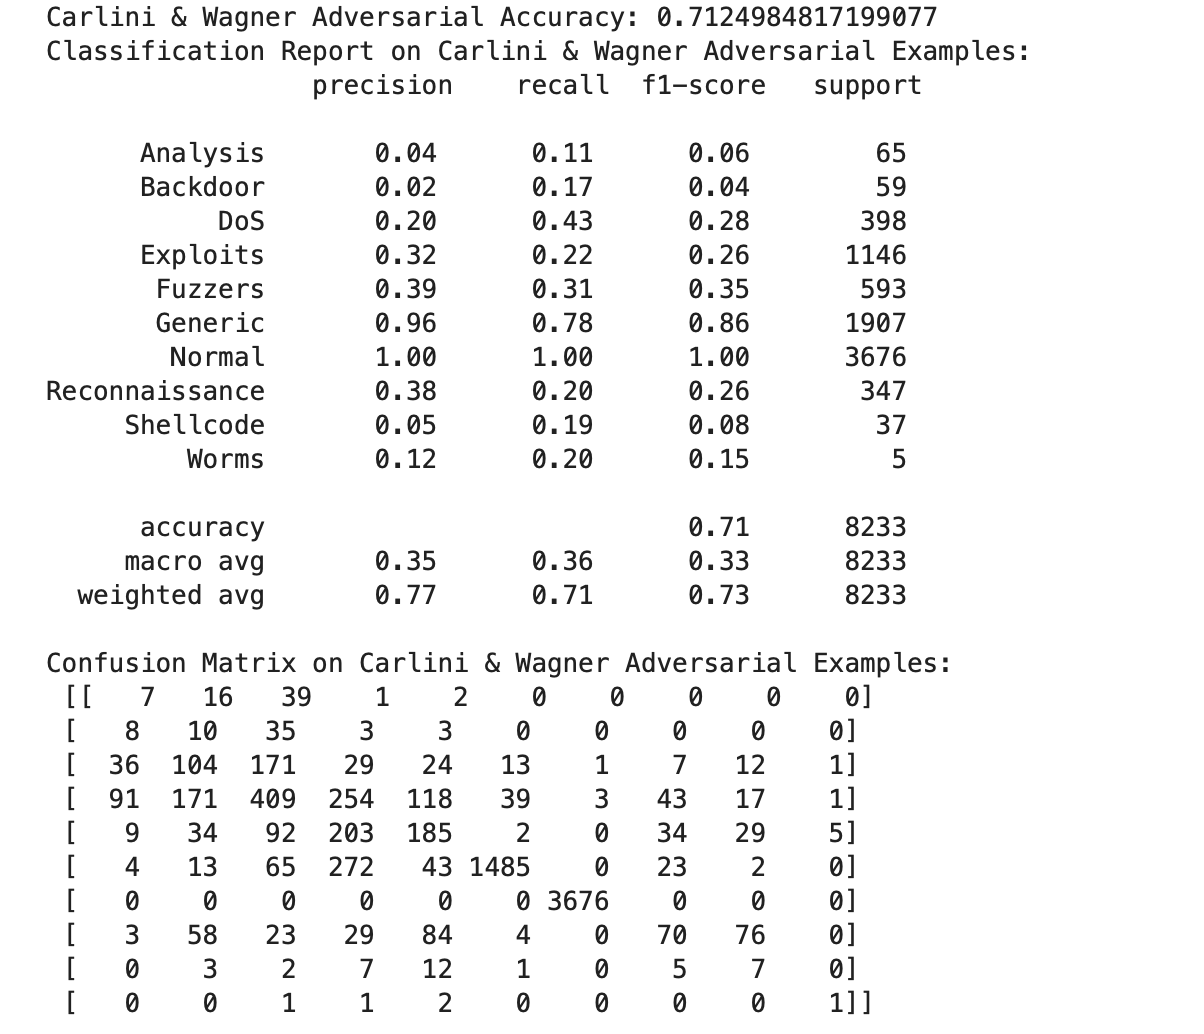 Carlini & Wagner Adversarial Accuracy: 0.7124984817199077
Classification Report on Carlini & Wagner Adversarial Examples:
precision recall f1-score support
Analysis 0.04 0.11 0.06 65
Backdoor 0.02 0.17 0.04 59
DoS 0.20 0.43 0.28 398
Exploits 0.32 0.22 0.26 1146
Fuzzers 0.39 0.31 0.35 593
Generic 0.96 0.78 0.86 1907
Normal 1.00 1.00 1.00 3676
Reconnaissance 0.38 0.20 0.26 347
Shellcode 0.05 0.19 0.08 37
Worms 0.12 0.20 0.15 5
accuracy 0.71 8233
macro avg 0.35 0.36 0.33 8233
weighted avg 0.77 0.71 0.73 8233
Confusion Matrix on Carlini & Wagner Adversarial Examples:
[[ 7 16 39 1 2 0 0 0 0 0]
[ 8 10 35 3 3 0 0 0 0 0]
[ 36 104 171 29 24 13 1 7 12 1]
[ 91 171 409 254 118 39 3 43 17 1]
[ 9 34 92 203 185 2 0 34 29 5]
[ 4 13 65 272 43 1485 0 23 2 0]
[ 0 0 0 0 0 0 3676 0 0 0]
[ 3 58 23 29 84 4 0 70 76 0]
[ 0 3 2 7 12 1 0 5 7 0]
[ 0 0 1 1 2 0 0 0 0 1]]